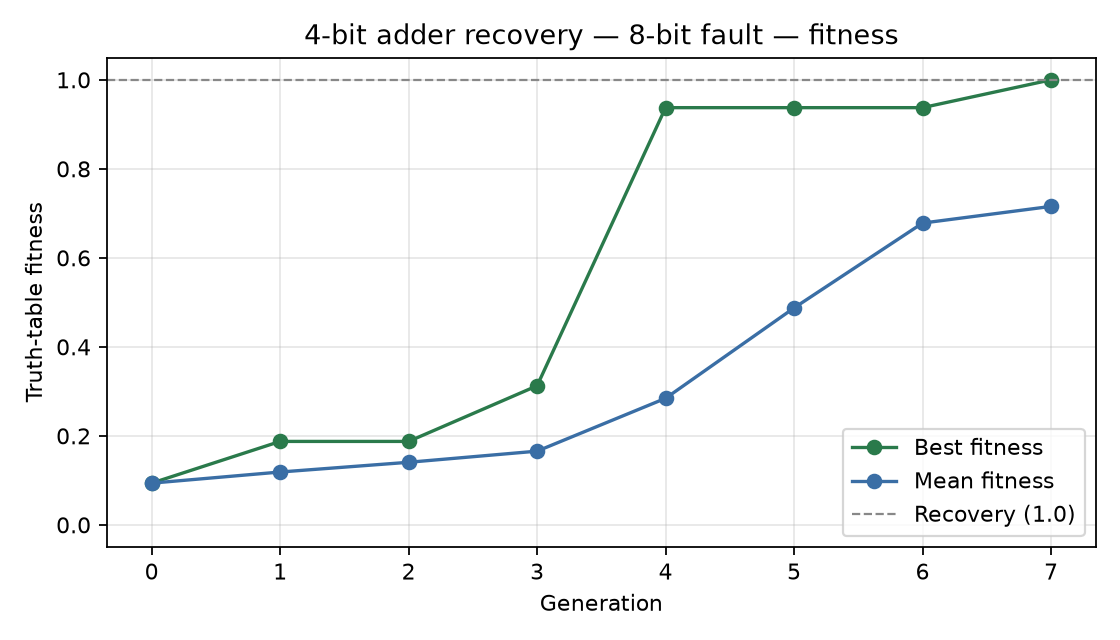 4-bit adder recovery — 8-bit fault — fitness
Truth-table fitness
1.0
0.8
0.6
0.4
0.2
0.0
Best fitness
Mean fitness
Recovery (1.0)
0 1 2 3 4 5 6 7
Generation